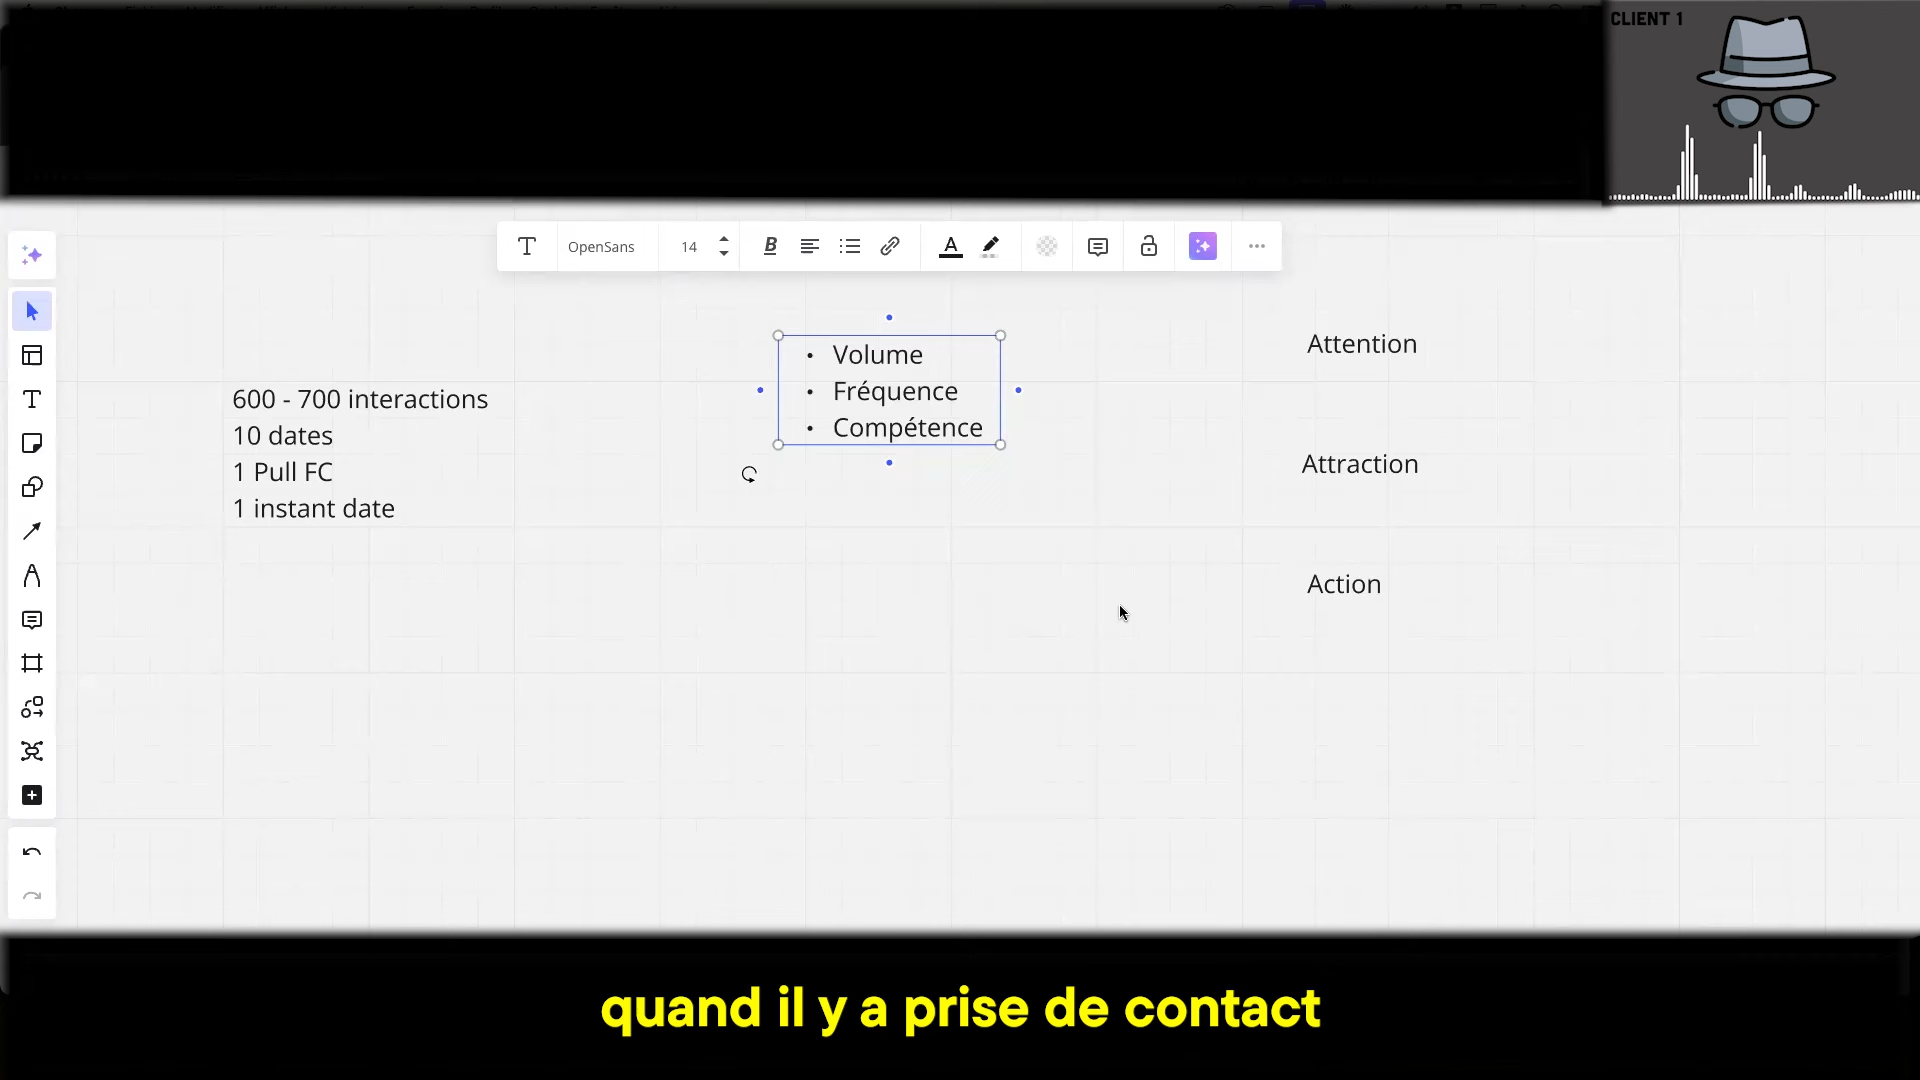 CLIENT 1
OpenSans
14
Volume
Fréquence
Compétence
600 - 700 interactions
10 dates
1 Pull FC
1 instant date
Attention
Attraction
Action
quand il y a prise de contact